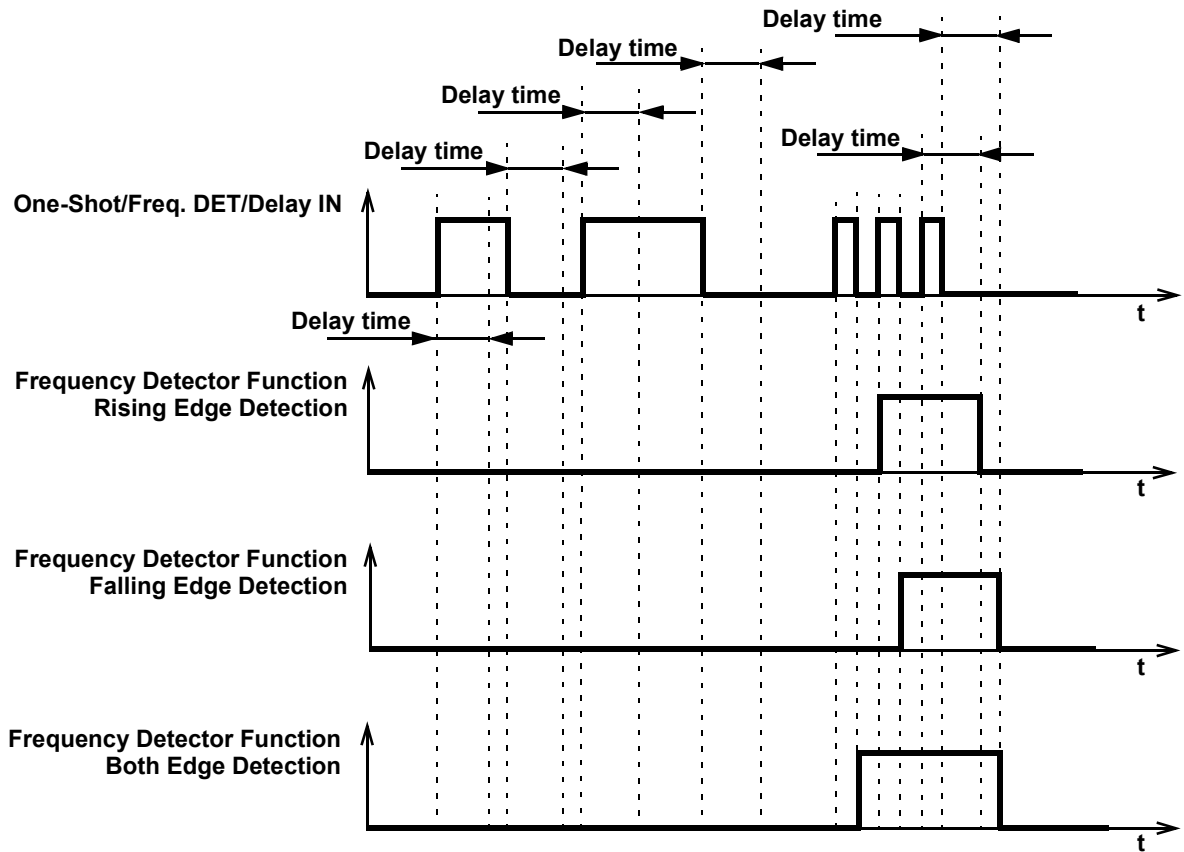 Delay time
Delay time
Delay time
Delay time
Delay time
One-Shot/Freq. DET/Delay IN
t
Delay time
Frequency Detector Function
Rising Edge Detection
t
Frequency Detector Function
Falling Edge Detection
t
Frequency Detector Function
Both Edge Detection
t